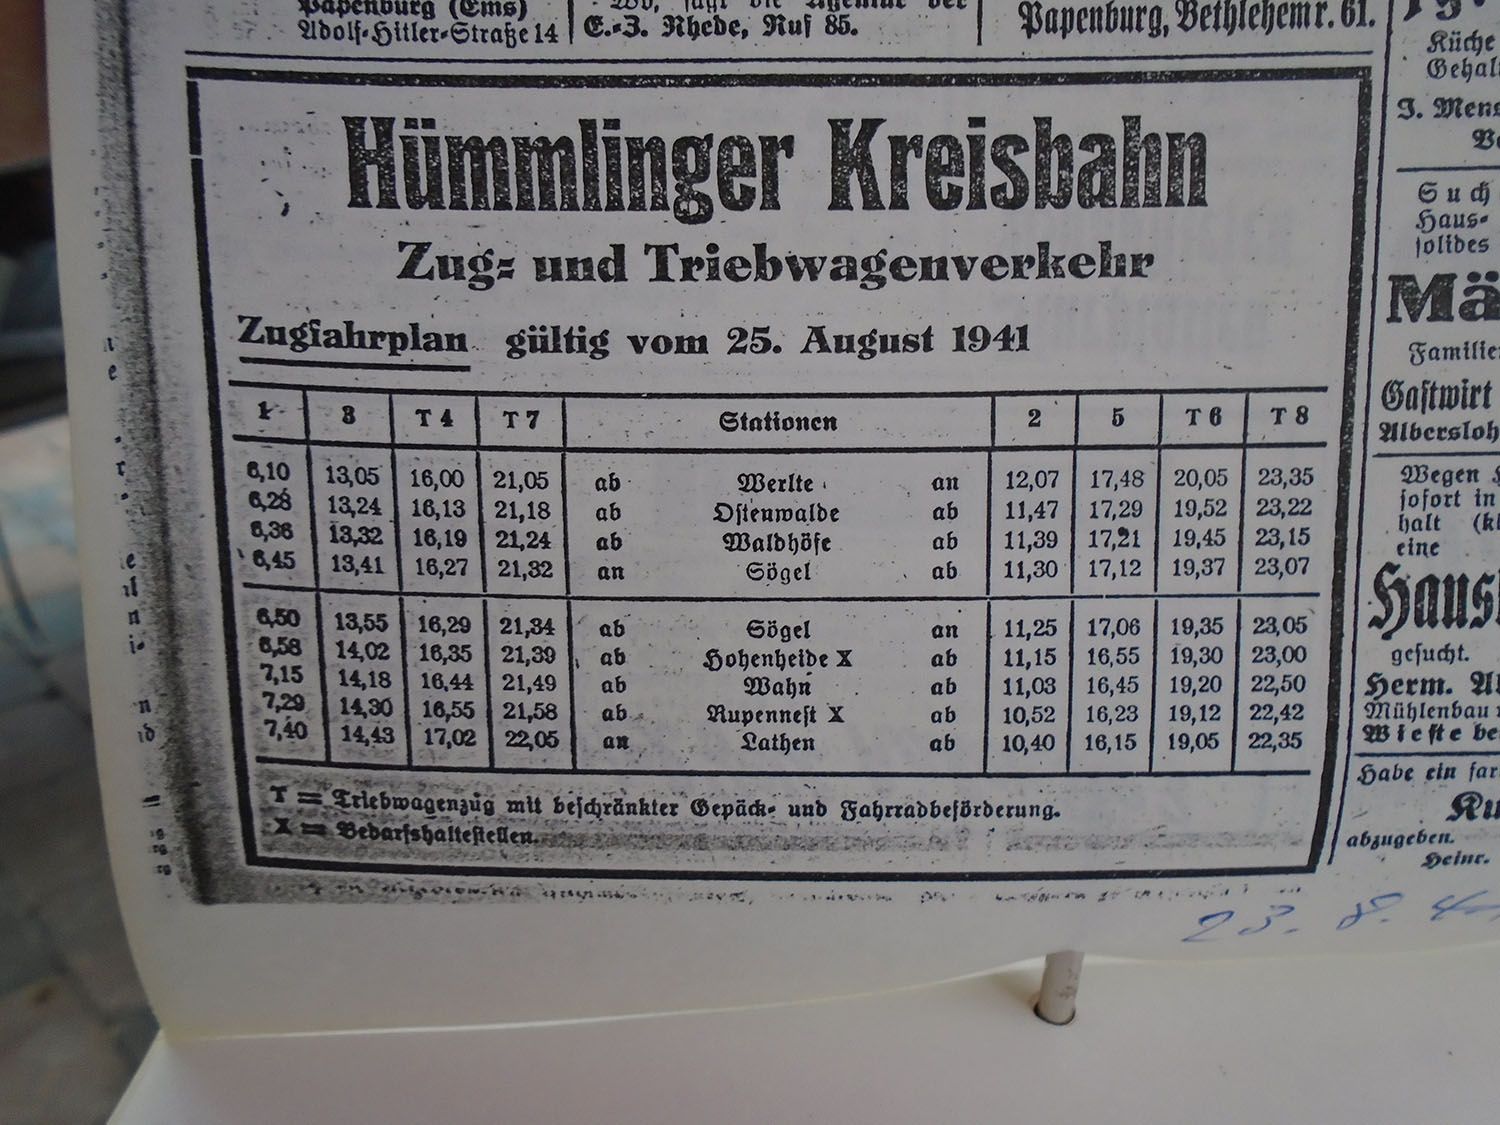 Papenburg (Ems)
Adolf-Hitler-Straße 14
E.-J. Rhede, Ruf 85.
Papenburg, Bethlehemr. 61.
Hümmlinger Kreisbahn
Zug- und Triebwagenverkehr
Zugfahrplan gültig vom 25. August 1941
1 3 T 4 T 7 Stationen 2 5 T 6 T 8
6,10 13,05 16,00 21,05 ab Werlte an 12,07 17,48 20,05 23,35
6,28 13,24 16,13 21,18 ab Ostenwalde ab 11,47 17,29 19,52 23,22
6,36 13,32 16,19 21,24 ab Waldhöfe ab 11,39 17,21 19,45 23,15
6,45 13,41 16,27 21,32 an Sögel ab 11,30 17,12 19,37 23,07
6,50 13,55 16,29 21,34 ab Sögel an 11,25 17,06 19,35 23,05
6,58 14,02 16,35 21,39 ab Hohenheide X ab 11,15 16,55 19,30 23,00
7,15 14,18 16,44 21,49 ab Wahn ab 11,03 16,45 19,20 22,50
7,29 14,30 16,55 21,58 ab Rupennest X ab 10,52 16,23 19,12 22,42
7,40 14,43 17,02 22,05 an Lathen ab 10,40 16,15 19,05 22,35
T = Triebwagenzug mit beschränkter Gepäck- und Fahrradbeförderung.
X = Bedarfshaltestellen.
Küche
J. Mens
Such
Haus-
solides
Mä
Familie
Gastwirt
Wegen
sofort in
halt (kl
eine
Haus
gesucht.
Herm.
Mühlenbau
Wieste be
Habe ein
abzugeben.
Heinr.
23. 8.